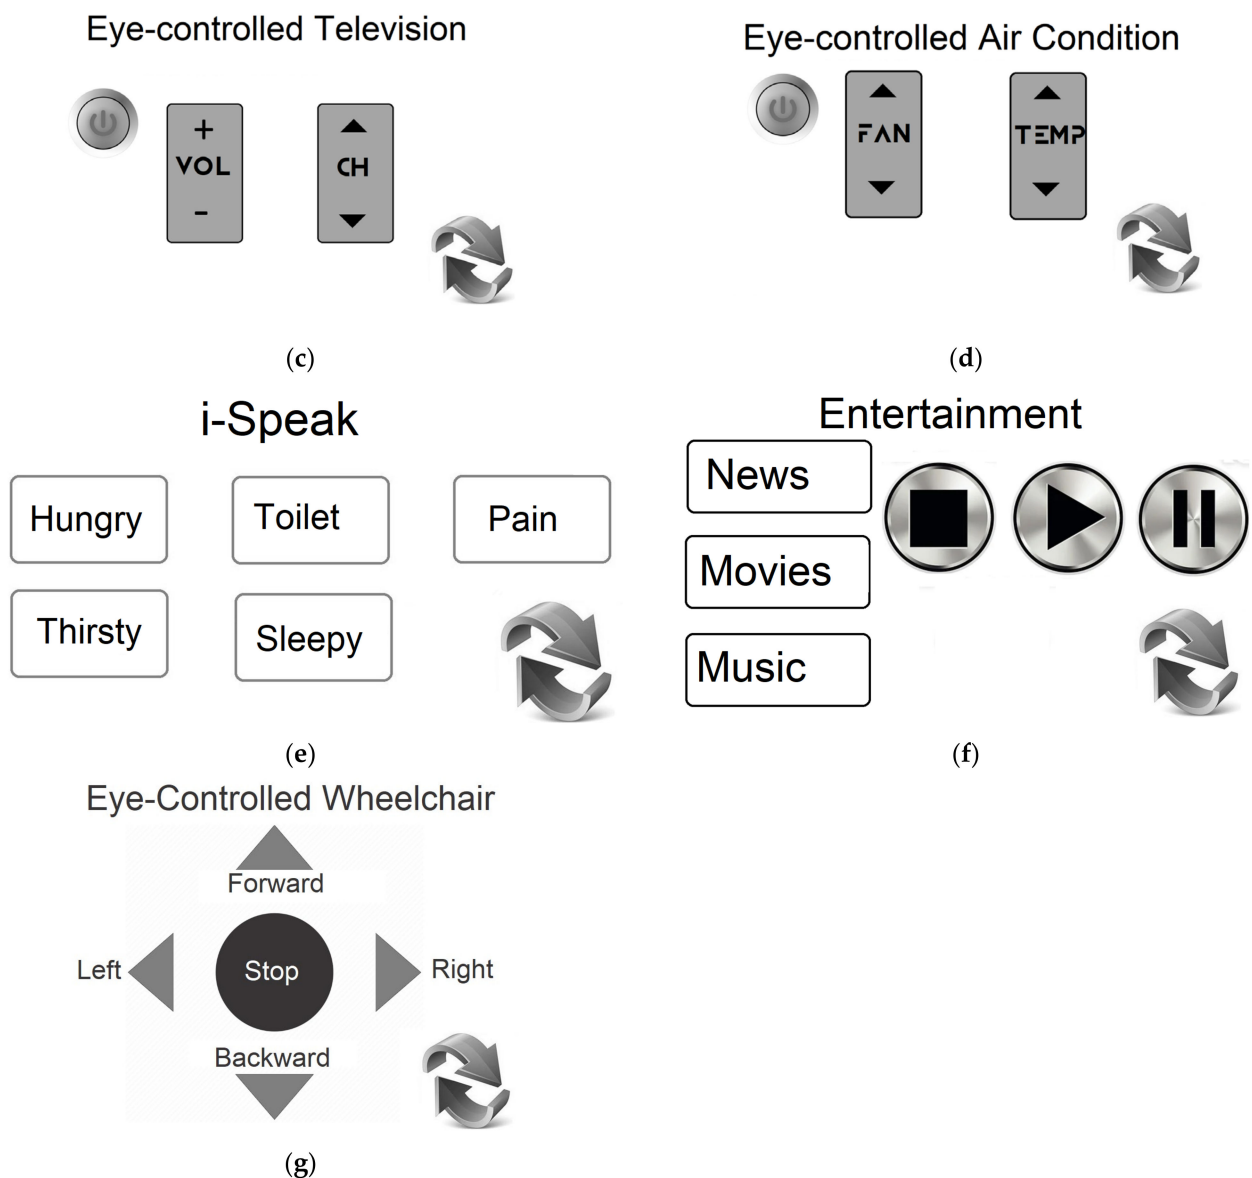 Eye-controlled Television
+
VOL
-
CH
(c)
Eye-controlled Air Condition
FAN
TEMP
(d)
i-Speak
Hungry
Toilet
Pain
Thirsty
Sleepy
(e)
Entertainment
News
Movies
Music
(f)
Eye-Controlled Wheelchair
Forward
Left
Stop
Right
Backward
(g)